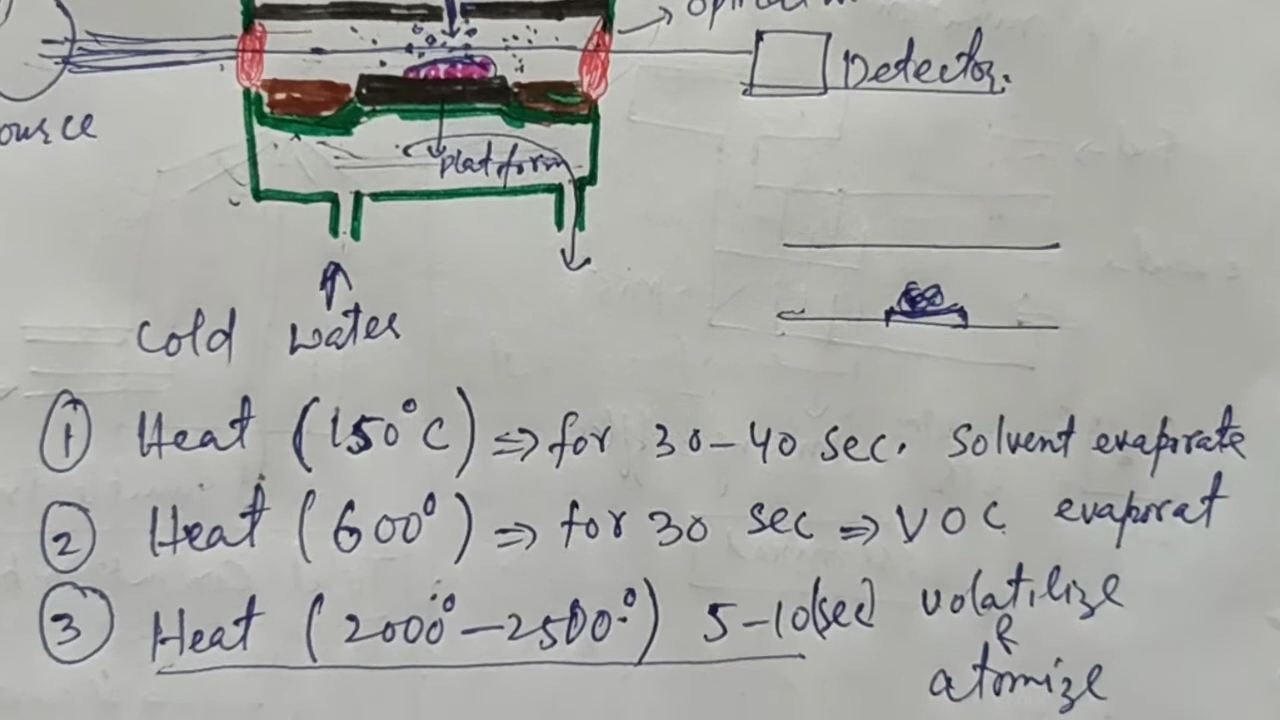 Detector.
ource
platform
cold water
① Heat (150°C) ⇒ for 30-40 sec. Solvent evaporate
② Heat (600°) ⇒ for 30 sec ⇒ VOC evaporat
③ Heat (2000° - 2500°) 5-10(sec) volatilize
&
atomize